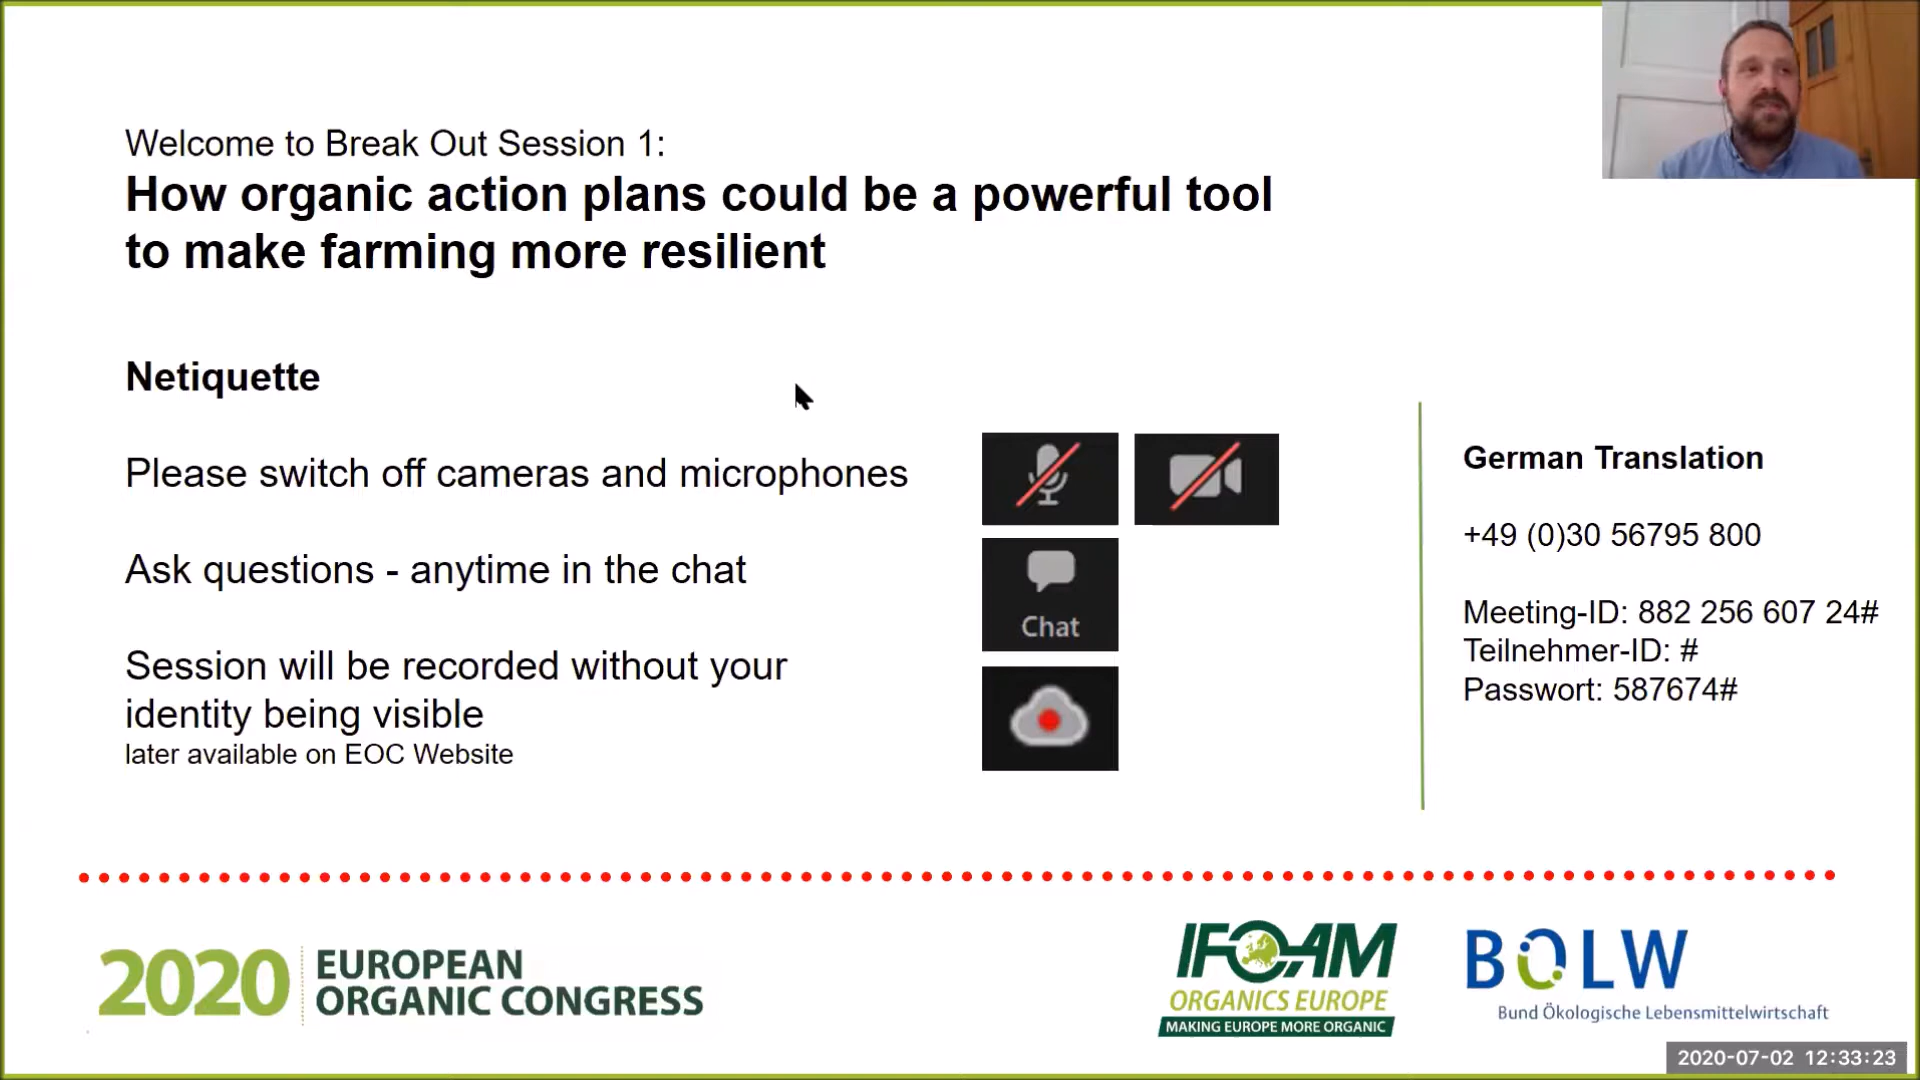 Welcome to Break Out Session 1:
How organic action plans could be a powerful tool
to make farming more resilient
Netiquette
Please switch off cameras and microphones
Ask questions - anytime in the chat
Chat
Session will be recorded without your
identity being visible
later available on EOC Website
German Translation
+49 (0)30 56795 800
Meeting-ID: 882 256 607 24#
Teilnehmer-ID: #
Passwort: 587674#
2020 EUROPEAN
ORGANIC CONGRESS
IFOAM
ORGANICS EUROPE
MAKING EUROPE MORE ORGANIC
BÖLW
Bund Ökologische Lebensmittelwirtschaft
2020-07-02 12:33:23